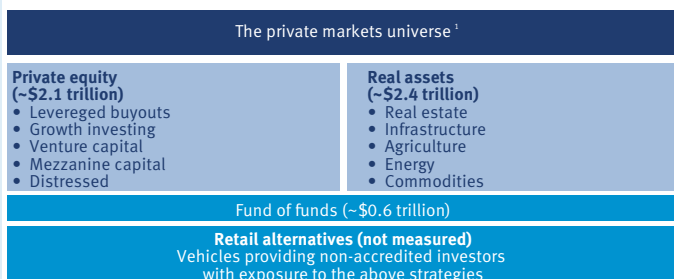 The private markets universe 1
Private equity
(~$2.1 trillion)
• Levereged buyouts
• Growth investing
• Venture capital
• Mezzanine capital
• Distressed
Real assets
(~$2.4 trillion)
• Real estate
• Infrastructure
• Agriculture
• Energy
• Commodities
Fund of funds (~$0.6 trillion)
Retail alternatives (not measured)
Vehicles providing non-accredited investors
with exposure to the above strategies